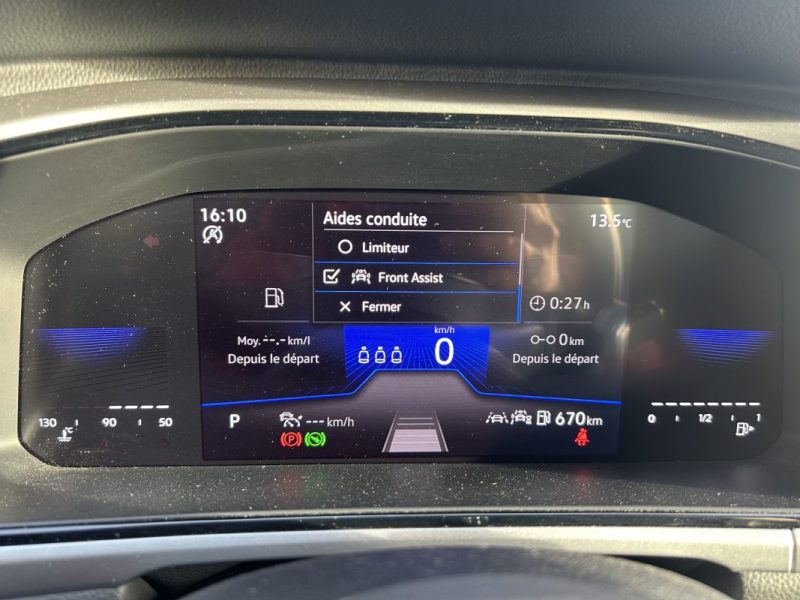 16:10
Aides conduite
13.5°C
Limiteur
Front Assist
Fermer
0:27h
Moy. --.- km/l
Depuis le départ
km/h
0
0km
Depuis le départ
130 90 50
°C
P
--- km/h
670km
0 1/2 1
P
A